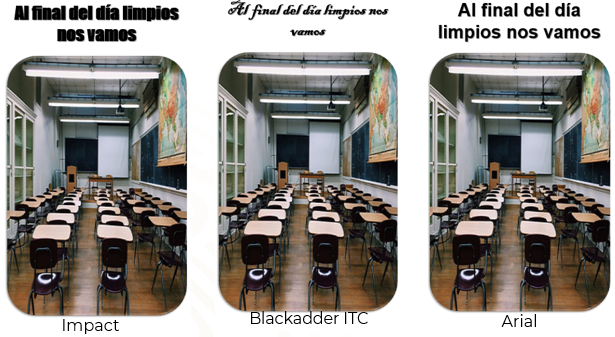 Al final del día limpios
nos vamos
Impact
Al final del día limpios nos
vamos
Blackadder ITC
Al final del día
limpios nos vamos
Arial